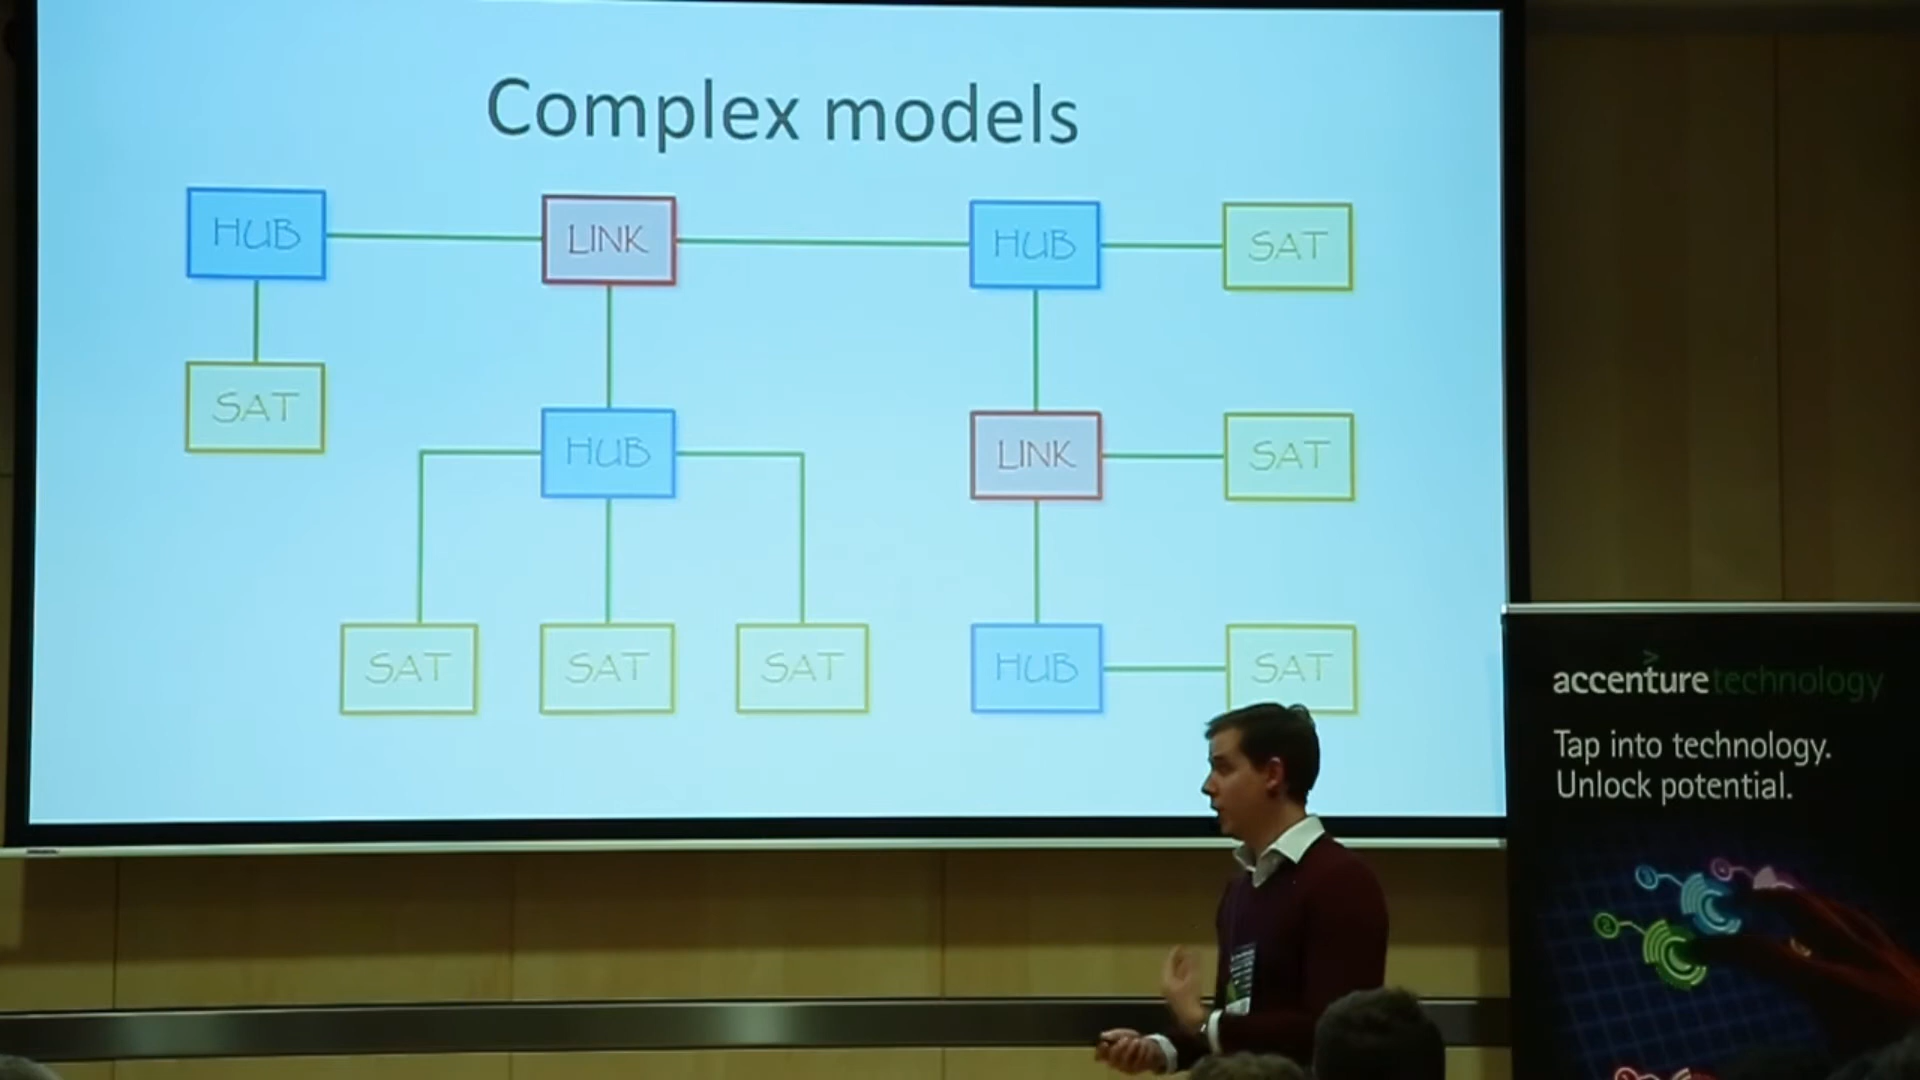 Complex models
HUB
LINK
HUB
SAT
SAT
HUB
LINK
SAT
SAT
SAT
SAT
HUB
SAT
accenturetechnology
Tap into technology.
Unlock potential.